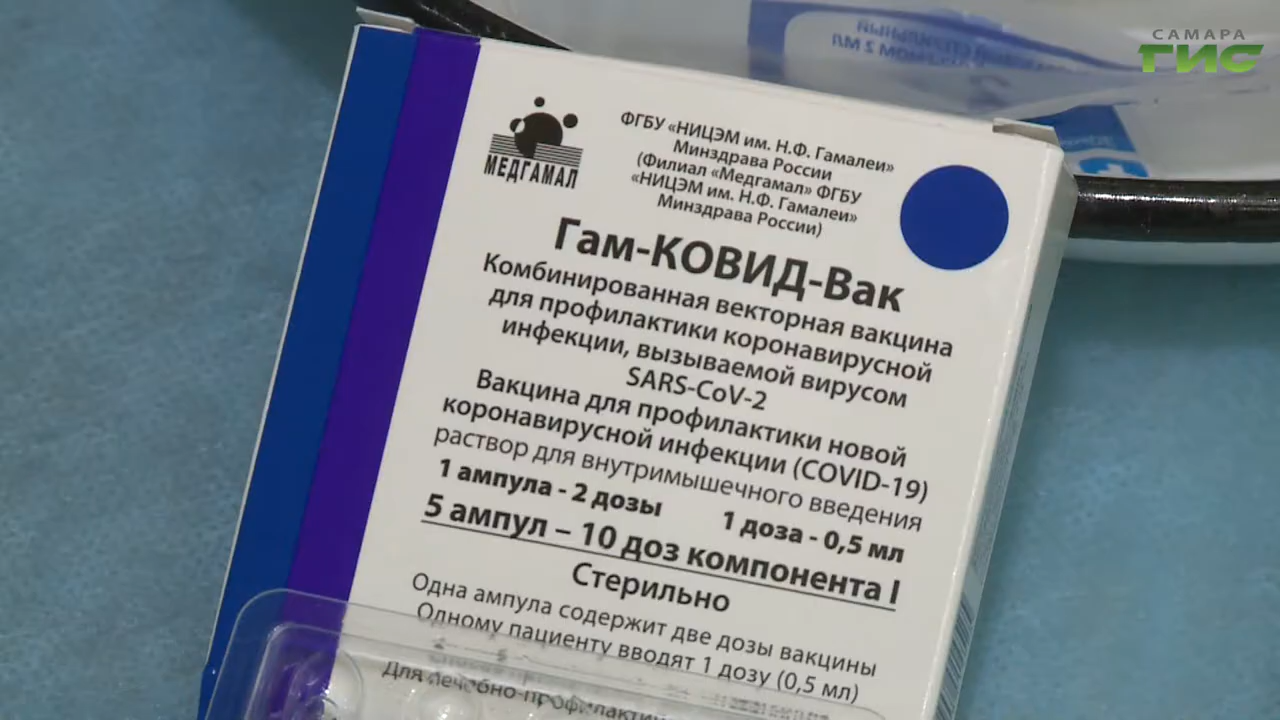 САМАРА
ГИС
МЕДГАМАЛ
ФГБУ «НИЦЭМ им. Н.Ф. Гамалеи»
Минздрава России
(Филиал «Медгамал» ФГБУ
«НИЦЭМ им. Н.Ф. Гамалеи»
Минздрава России)
Гам-КОВИД-Вак
Комбинированная векторная вакцина
для профилактики коронавирусной
инфекции, вызываемой вирусом
SARS-CoV-2
Вакцина для профилактики новой
коронавирусной инфекции (COVID-19)
раствор для внутримышечного введения
1 ампула - 2 дозы 1 доза - 0,5 мл
5 ампул – 10 доз компонента I
Стерильно
Одна ампула содержит две дозы вакцины
Одному пациенту вводят 1 дозу (0,5 мл)
Для лечебно-профилактич